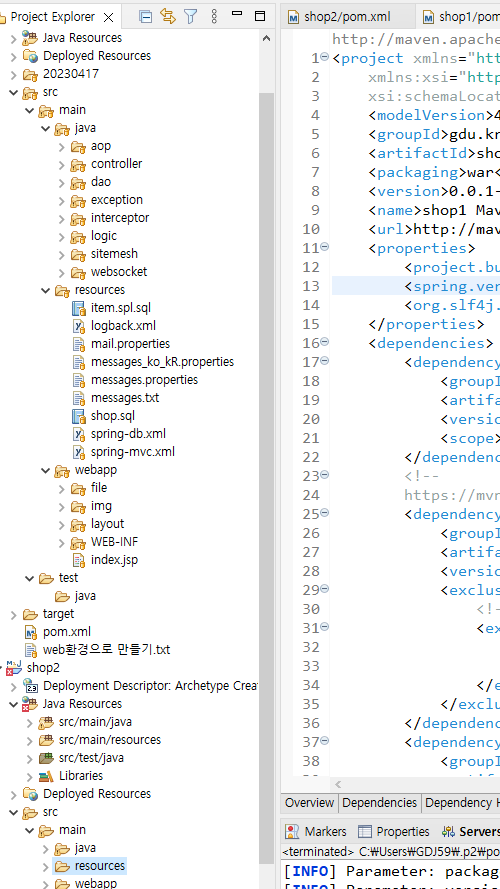 Project Explorer
Java Resources
Deployed Resources
20230417
src
main
java
aop
controller
dao
exception
interceptor
logic
sitemesh
websocket
resources
item.spl.sql
logback.xml
mail.properties
messages_ko_kR.properties
messages.properties
messages.txt
shop.sql
spring-db.xml
spring-mvc.xml
webapp
file
img
layout
WEB-INF
index.jsp
test
java
target
pom.xml
web환경으로 만들기.txt
shop2
Deployment Descriptor: Archetype Crea
Java Resources
src/main/java
src/main/resources
src/test/java
Libraries
Deployed Resources
src
main
java
resources
webapp
shop2/pom.xml
shop1/pom
http://maven.apache
1 <project xmlns="htt
2 xmlns:xsi="http
3 xsi:schemaLocat
4 <modelVersion>4
5 <groupId>gdu.kr
6 <artifactId>sho
7 <packaging>war<
8 <version>0.0.1-
9 <name>shop1 Mav
10 <url>http://mav
11 <properties>
12 <project.bu
13 <spring.ver
14 <org.slf4j.
15 </properties>
16 <dependencies>
17 <dependency
18 <groupI
19 <artifa
20 <versio
21 <scope>
22 </dependenc
23 <!--
24 https://mvn
25 <dependency
26 <groupI
27 <artifa
28 <versio
29 <exclus
30 <!-
31 <ex
32
33
34 </e
35 </exclu
36 </dependenc
37 <dependency
38 <groupI
Overview
Dependencies
Dependency H
Markers
Properties
Servers
<terminated> C:₩Users₩GDJ59₩.p2₩po
[INFO] Parameter: packag